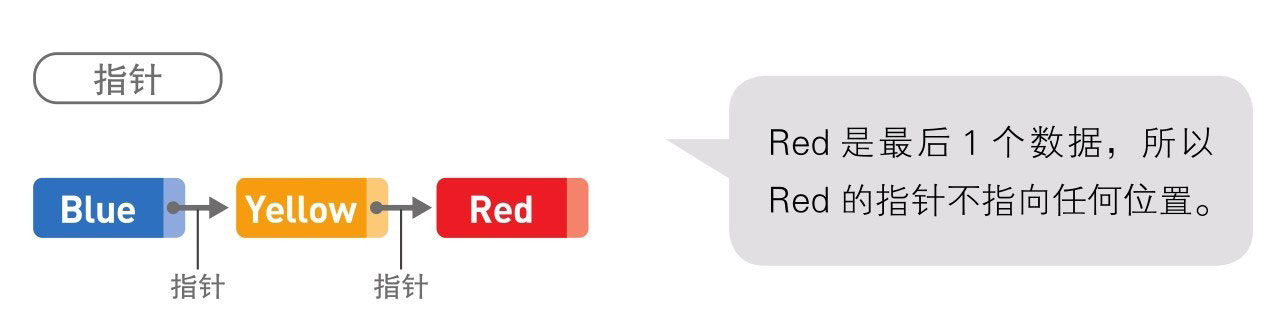 指针
Red 是最后 1 个数据，所以
Red 的指针不指向任何位置。
Blue
Yellow
Red
指针
指针